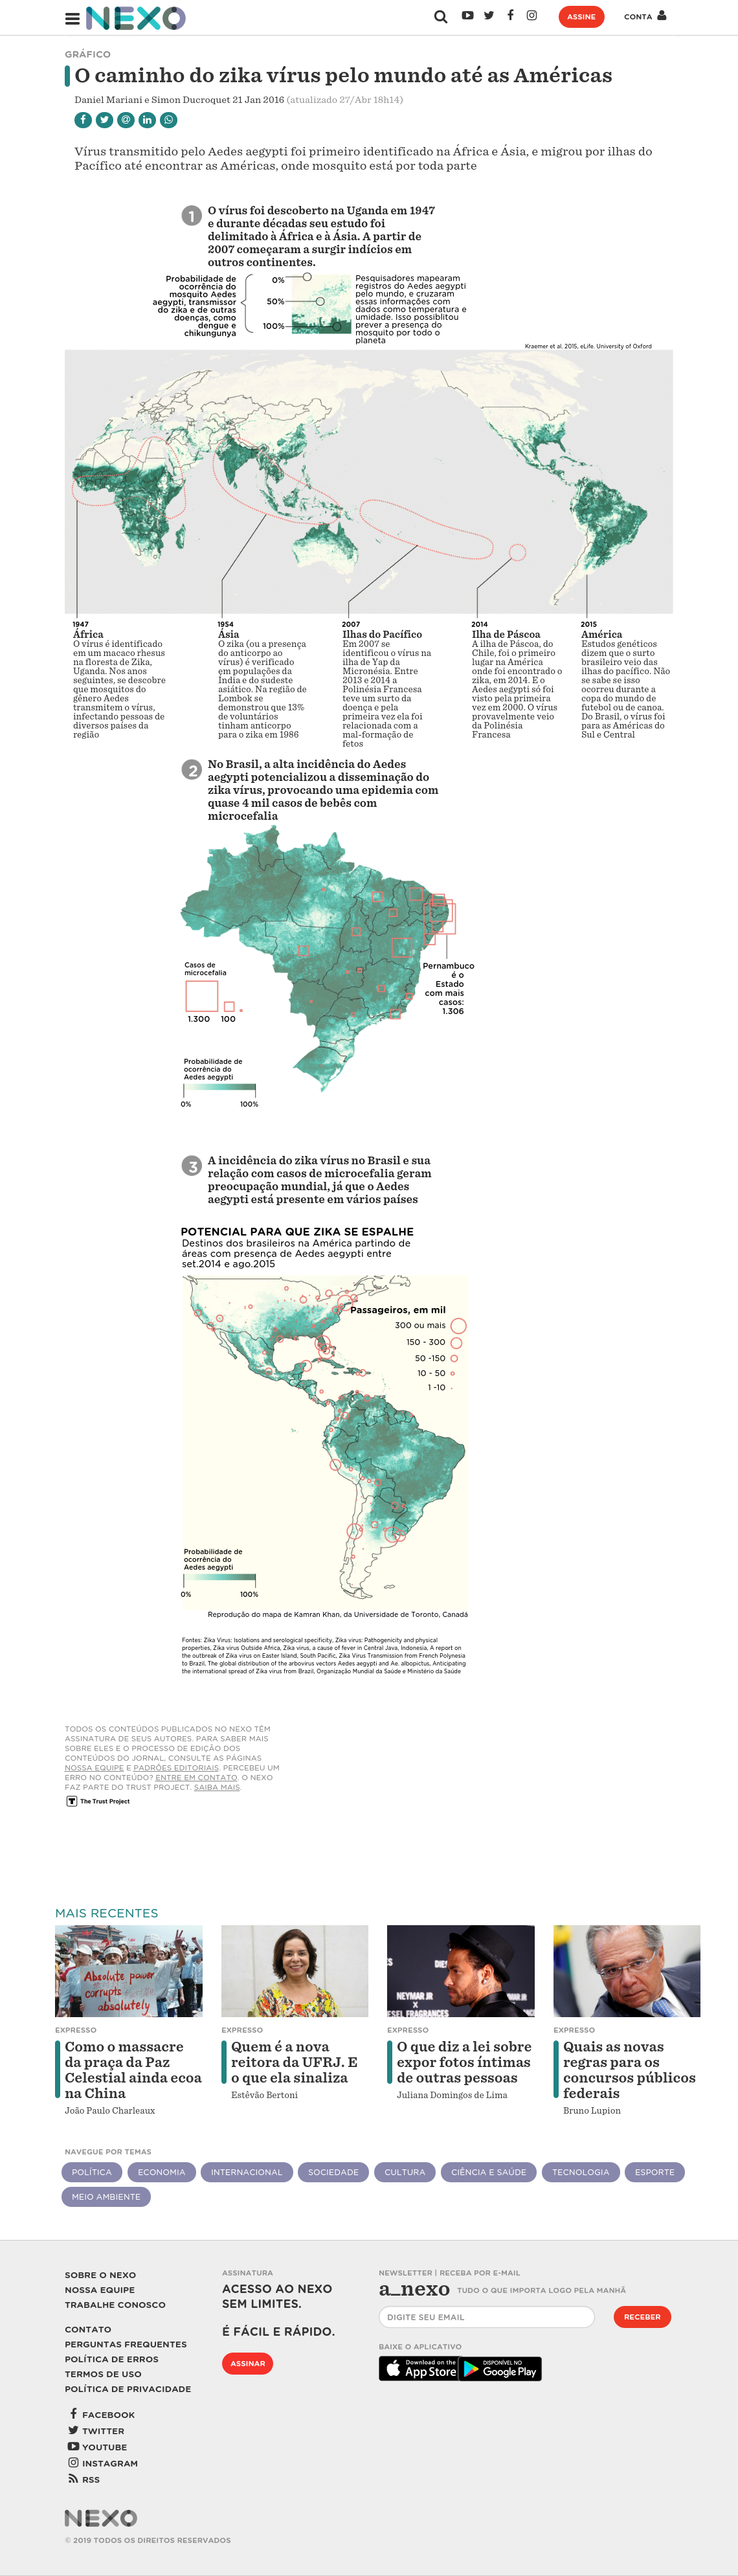 NEXO
ASSINE
CONTA
GRÁFICO
O caminho do zika vírus pelo mundo até as Américas
Daniel Mariani e Simon Ducroquet 21 Jan 2016 (atualizado 27/Abr 18h14)
Vírus transmitido pelo Aedes aegypti foi primeiro identificado na África e Ásia, e migrou por ilhas do
Pacífico até encontrar as Américas, onde mosquito está por toda parte
1
O vírus foi descoberto na Uganda em 1947
e durante décadas seu estudo foi
delimitado à África e à Ásia. A partir de
2007 começaram a surgir indícios em
outros continentes.
Probabilidade de
ocorrência do
mosquito Aedes
aegypti, transmissor
do zika e de outras
doenças, como
dengue e
chikungunya
0%
50%
100%
Pesquisadores mapearam
registros do Aedes aegypti
pelo mundo, e cruzaram
essas informações com
dados como temperatura e
umidade. Isso possiblitou
prever a presença do
mosquito por todo o
planeta
Kraemer et al. 2015, eLife. University of Oxford
1947
África
O vírus é identificado
em um macaco rhesus
na floresta de Zika,
Uganda. Nos anos
seguintes, se descobre
que mosquitos do
gênero Aedes
transmitem o vírus,
infectando pessoas de
diversos países da
região
1954
Ásia
O zika (ou a presença
do anticorpo ao
vírus) é verificado
em populações da
Índia e do sudeste
asiático. Na região de
Lombok se
demonstrou que 13%
de voluntários
tinham anticorpo
para o zika em 1986
2007
Ilhas do Pacífico
Em 2007 se
identificou o vírus na
ilha de Yap da
Micronésia. Entre
2013 e 2014 a
Polinésia Francesa
teve um surto da
doença e pela
primeira vez ela foi
relacionada com a
mal-formação de
fetos
2014
Ilha de Páscoa
A ilha de Páscoa, do
Chile, foi o primeiro
lugar na América
onde foi encontrado o
zika, em 2014. E o
Aedes aegypti só foi
visto pela primeira
vez em 2000. O vírus
provavelmente veio
da Polinésia
Francesa
2015
América
Estudos genéticos
dizem que o surto
brasileiro veio das
ilhas do pacífico. Não
se sabe se isso
ocorreu durante a
copa do mundo de
futebol ou de canoa.
Do Brasil, o vírus foi
para as Américas do
Sul e Central
2
No Brasil, a alta incidência do Aedes
aegypti potencializou a disseminação do
zika vírus, provocando uma epidemia com
quase 4 mil casos de bebês com
microcefalia
Casos de
microcefalia
1.300 100
Pernambuco
é o
Estado
com mais
casos:
1.306
Probabilidade de
ocorrência do
Aedes aegypti
0% 100%
3
A incidência do zika vírus no Brasil e sua
relação com casos de microcefalia geram
preocupação mundial, já que o Aedes
aegypti está presente em vários países
POTENCIAL PARA QUE ZIKA SE ESPALHE
Destinos dos brasileiros na América partindo de
áreas com presença de Aedes aegypti entre
set.2014 e ago.2015
Passageiros, em mil
300 ou mais
150 - 300
50 -150
10 - 50
1 -10
Probabilidade de
ocorrência do
Aedes aegypti
0% 100%
Reprodução do mapa de Kamran Khan, da Universidade de Toronto, Canadá
Fontes: Zika Virus: Isolations and serological specificity, Zika virus: Pathogenicity and physical
properties, Zika virus Outside Africa, Zika virus, a cause of fever in Central Java, Indonesia, A report on
the outbreak of Zika virus on Easter Island, South Pacific, Zika Virus Transmission from French Polynesia
to Brazil, The global distribution of the arbovirus vectors Aedes aegypti and Ae. albopictus, Anticipating
the international spread of Zika virus from Brazil, Organização Mundial da Saúde e Ministério da Saúde
TODOS OS CONTEÚDOS PUBLICADOS NO NEXO TÊM
ASSINATURA DE SEUS AUTORES. PARA SABER MAIS
SOBRE ELES E O PROCESSO DE EDIÇÃO DOS
CONTEÚDOS DO JORNAL, CONSULTE AS PÁGINAS
NOSSA EQUIPE E PADRÕES EDITORIAIS. PERCEBEU UM
ERRO NO CONTEÚDO? ENTRE EM CONTATO. O NEXO
FAZ PARTE DO TRUST PROJECT. SAIBA MAIS.
T The Trust Project
MAIS RECENTES
Absolute power
corrupts
absolutely
NEYMAR JR
X
DIESEL FRAGRANCES
EXPRESSO
Como o massacre
da praça da Paz
Celestial ainda ecoa
na China
João Paulo Charleaux
EXPRESSO
Quem é a nova
reitora da UFRJ. E
o que ela sinaliza
Estêvão Bertoni
EXPRESSO
O que diz a lei sobre
expor fotos íntimas
de outras pessoas
Juliana Domingos de Lima
EXPRESSO
Quais as novas
regras para os
concursos públicos
federais
Bruno Lupion
NAVEGUE POR TEMAS
POLÍTICA
ECONOMIA
INTERNACIONAL
SOCIEDADE
CULTURA
CIÊNCIA E SAÚDE
TECNOLOGIA
ESPORTE
MEIO AMBIENTE
SOBRE O NEXO
NOSSA EQUIPE
TRABALHE CONOSCO
CONTATO
PERGUNTAS FREQUENTES
POLÍTICA DE ERROS
TERMOS DE USO
POLÍTICA DE PRIVACIDADE
FACEBOOK
TWITTER
YOUTUBE
INSTAGRAM
RSS
ASSINATURA
ACESSO AO NEXO
SEM LIMITES.
É FÁCIL E RÁPIDO.
ASSINAR
NEWSLETTER | RECEBA POR E-MAIL
a_nexo TUDO O QUE IMPORTA LOGO PELA MANHÃ
DIGITE SEU EMAIL
RECEBER
BAIXE O APLICATIVO
Download on the
App Store
DISPONÍVEL NO
Google Play
NEXO
© 2019 TODOS OS DIREITOS RESERVADOS